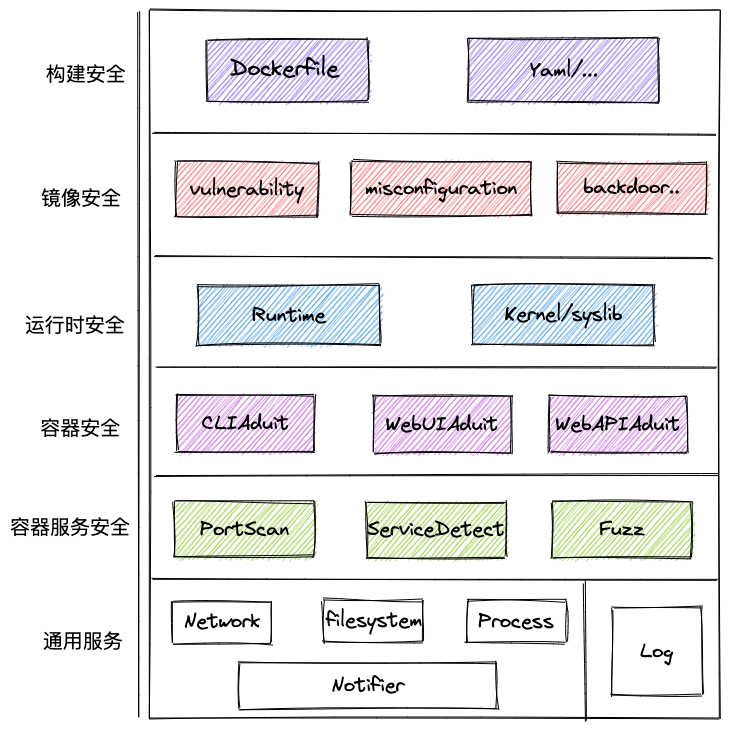 构建安全
Dockerfile
Yaml/...
镜像安全
vulnerability
misconfiguration
backdoor..
运行时安全
Runtime
Kernel/syslib
容器安全
CLIAduit
WebUIAduit
WebAPIAduit
容器服务安全
PortScan
ServiceDetect
Fuzz
通用服务
Network
filesystem
Process
Notifier
Log